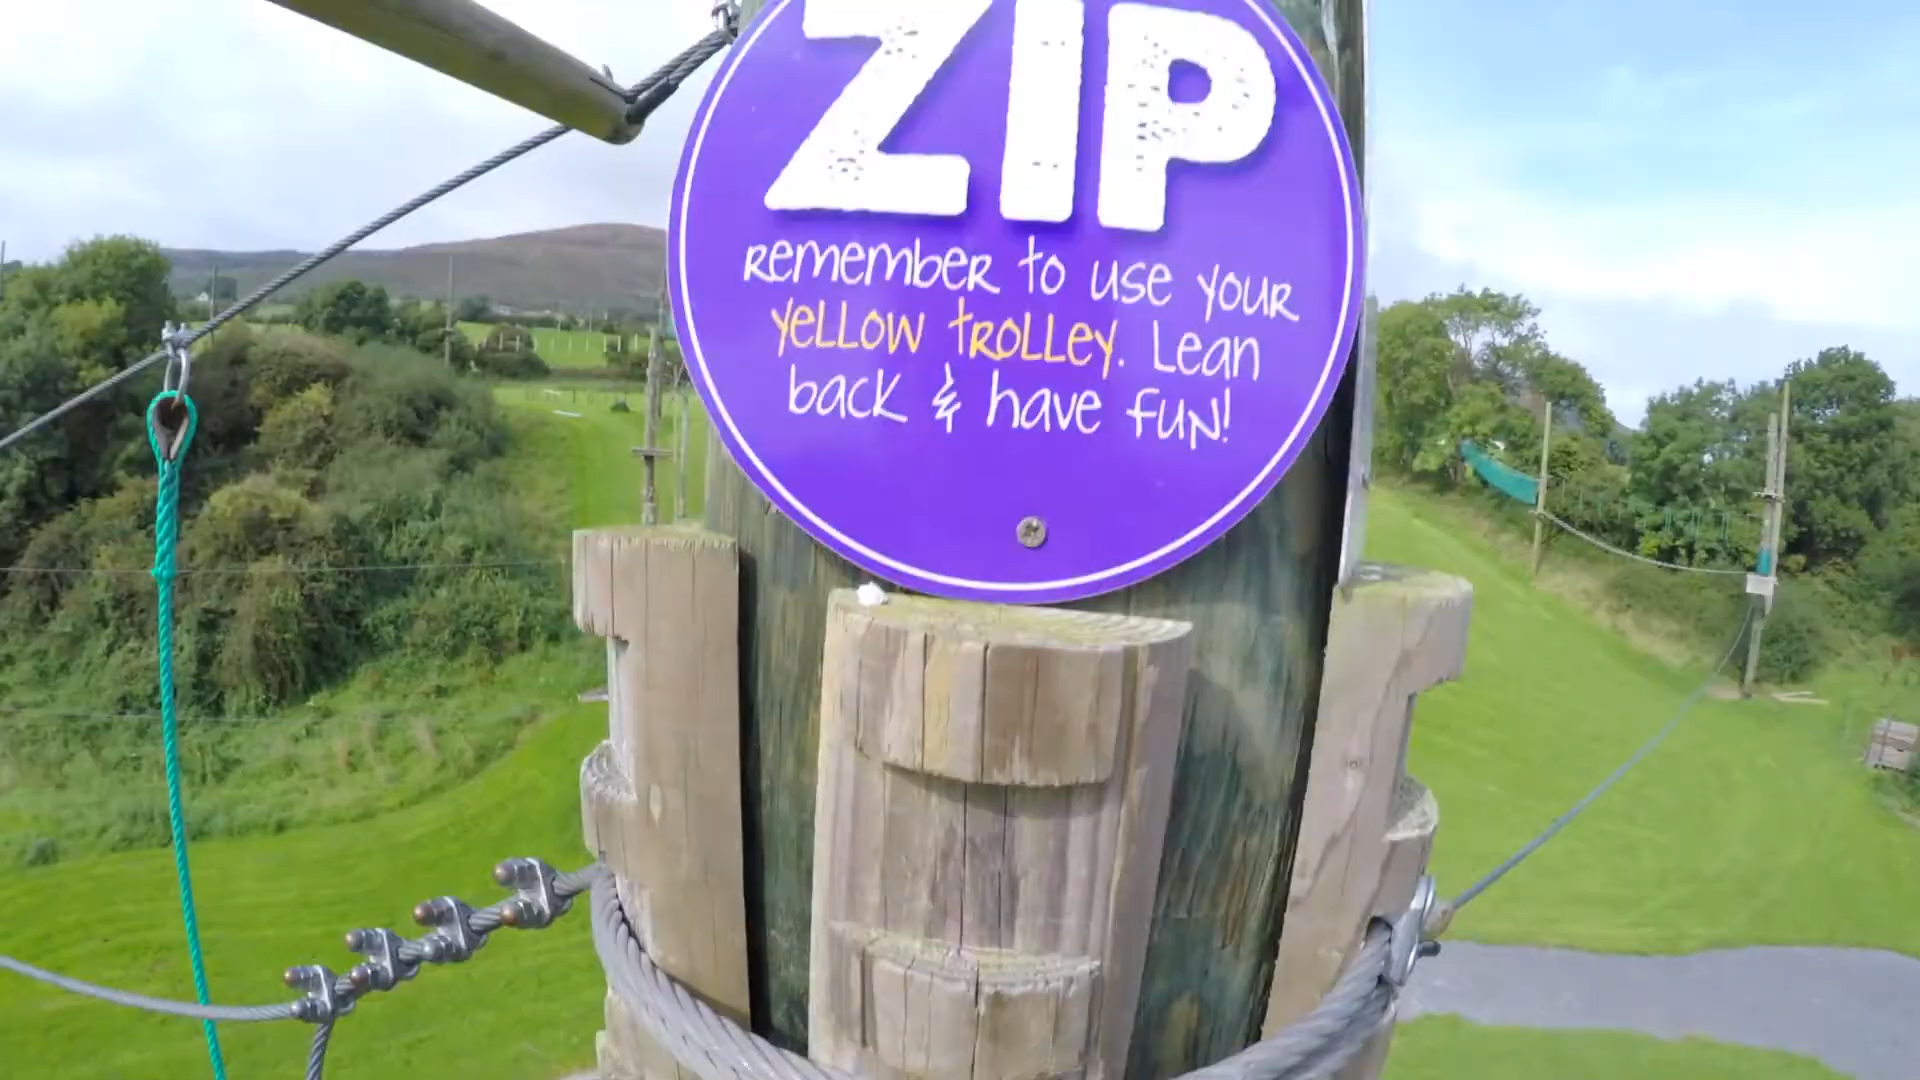 ZIP
Remember to use your
yellow trolley. Lean
back & have fun!